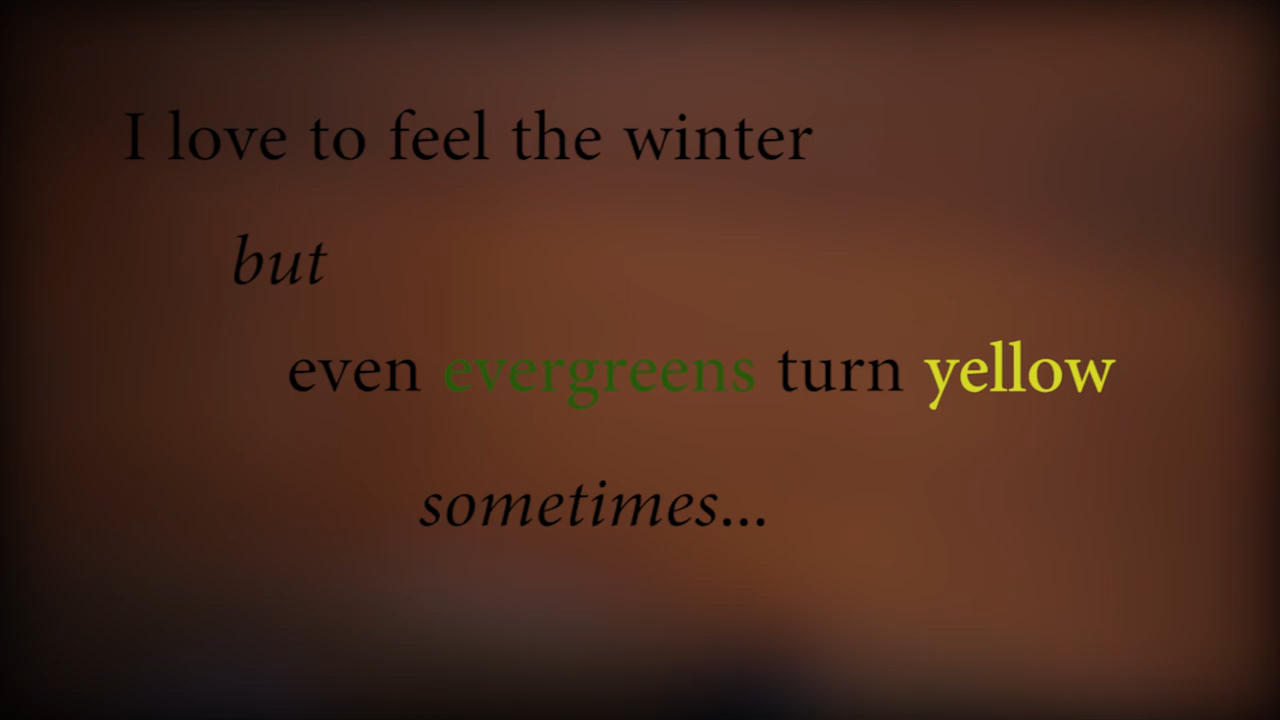 I love to feel the winter
but
even evergreens turn yellow
sometimes...